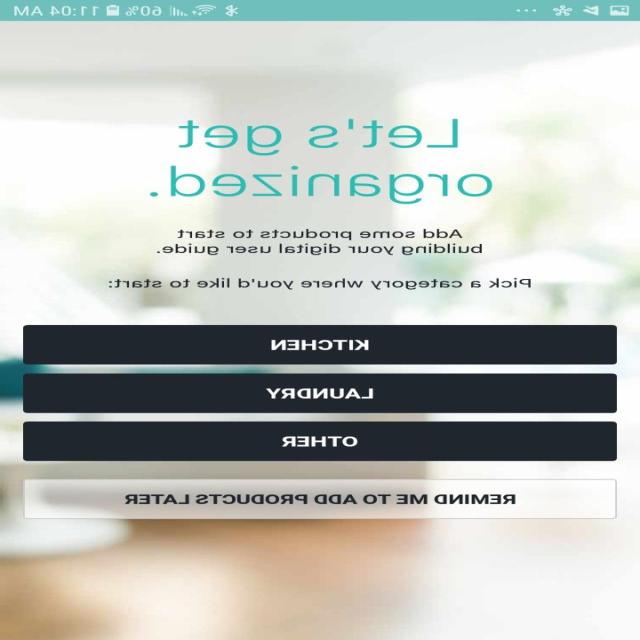 60% 11:04 AM
Let's get
organized.
Add some products to start
building your digital user guide.
Pick a category where you'd like to start:
KITCHEN
LAUNDRY
OTHER
REMIND ME TO ADD PRODUCTS LATER